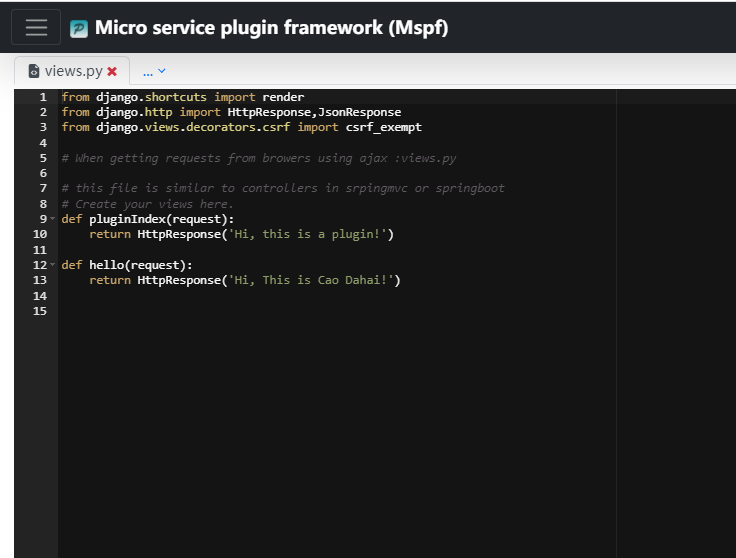 Micro service plugin framework (Mspf)
views.py ...
1 from django.shortcuts import render
2 from django.http import HttpResponse,JsonResponse
3 from django.views.decorators.csrf import csrf_exempt
4
5 # When getting requests from browers using ajax :views.py
6
7 # this file is similar to controllers in srpingmvc or springboot
8 # Create your views here.
9 def pluginIndex(request):
10     return HttpResponse('Hi, this is a plugin!')
11
12 def hello(request):
13     return HttpResponse('Hi, This is Cao Dahai!')
14
15